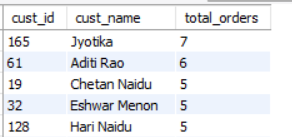 cust_id cust_name total_orders
165 Jyotika 7
61 Aditi Rao 6
19 Chetan Naidu 5
32 Eshwar Menon 5
128 Hari Naidu 5